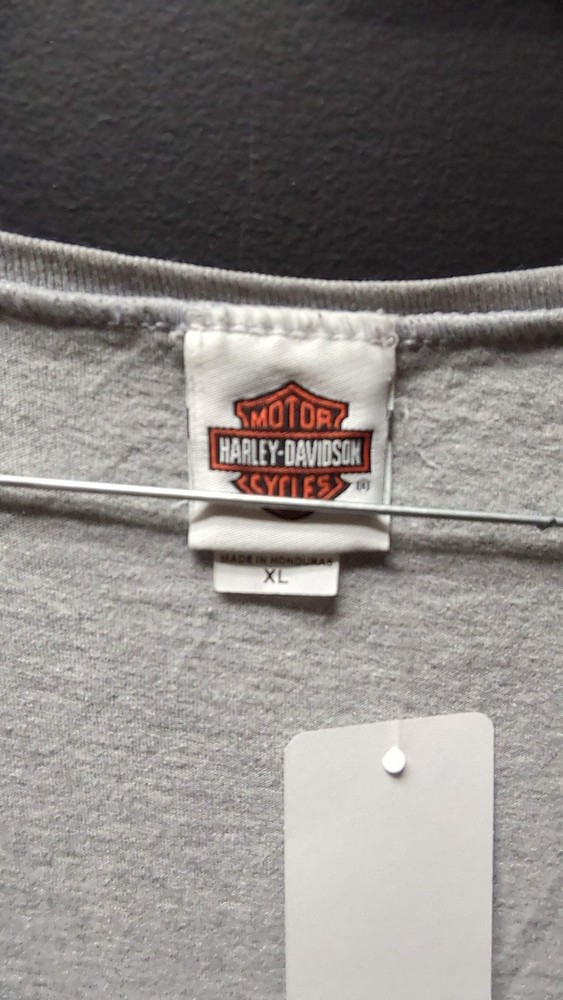 MOTOR
HARLEY-DAVIDSON
CYCLES
®
MADE IN HONDURAS
XL